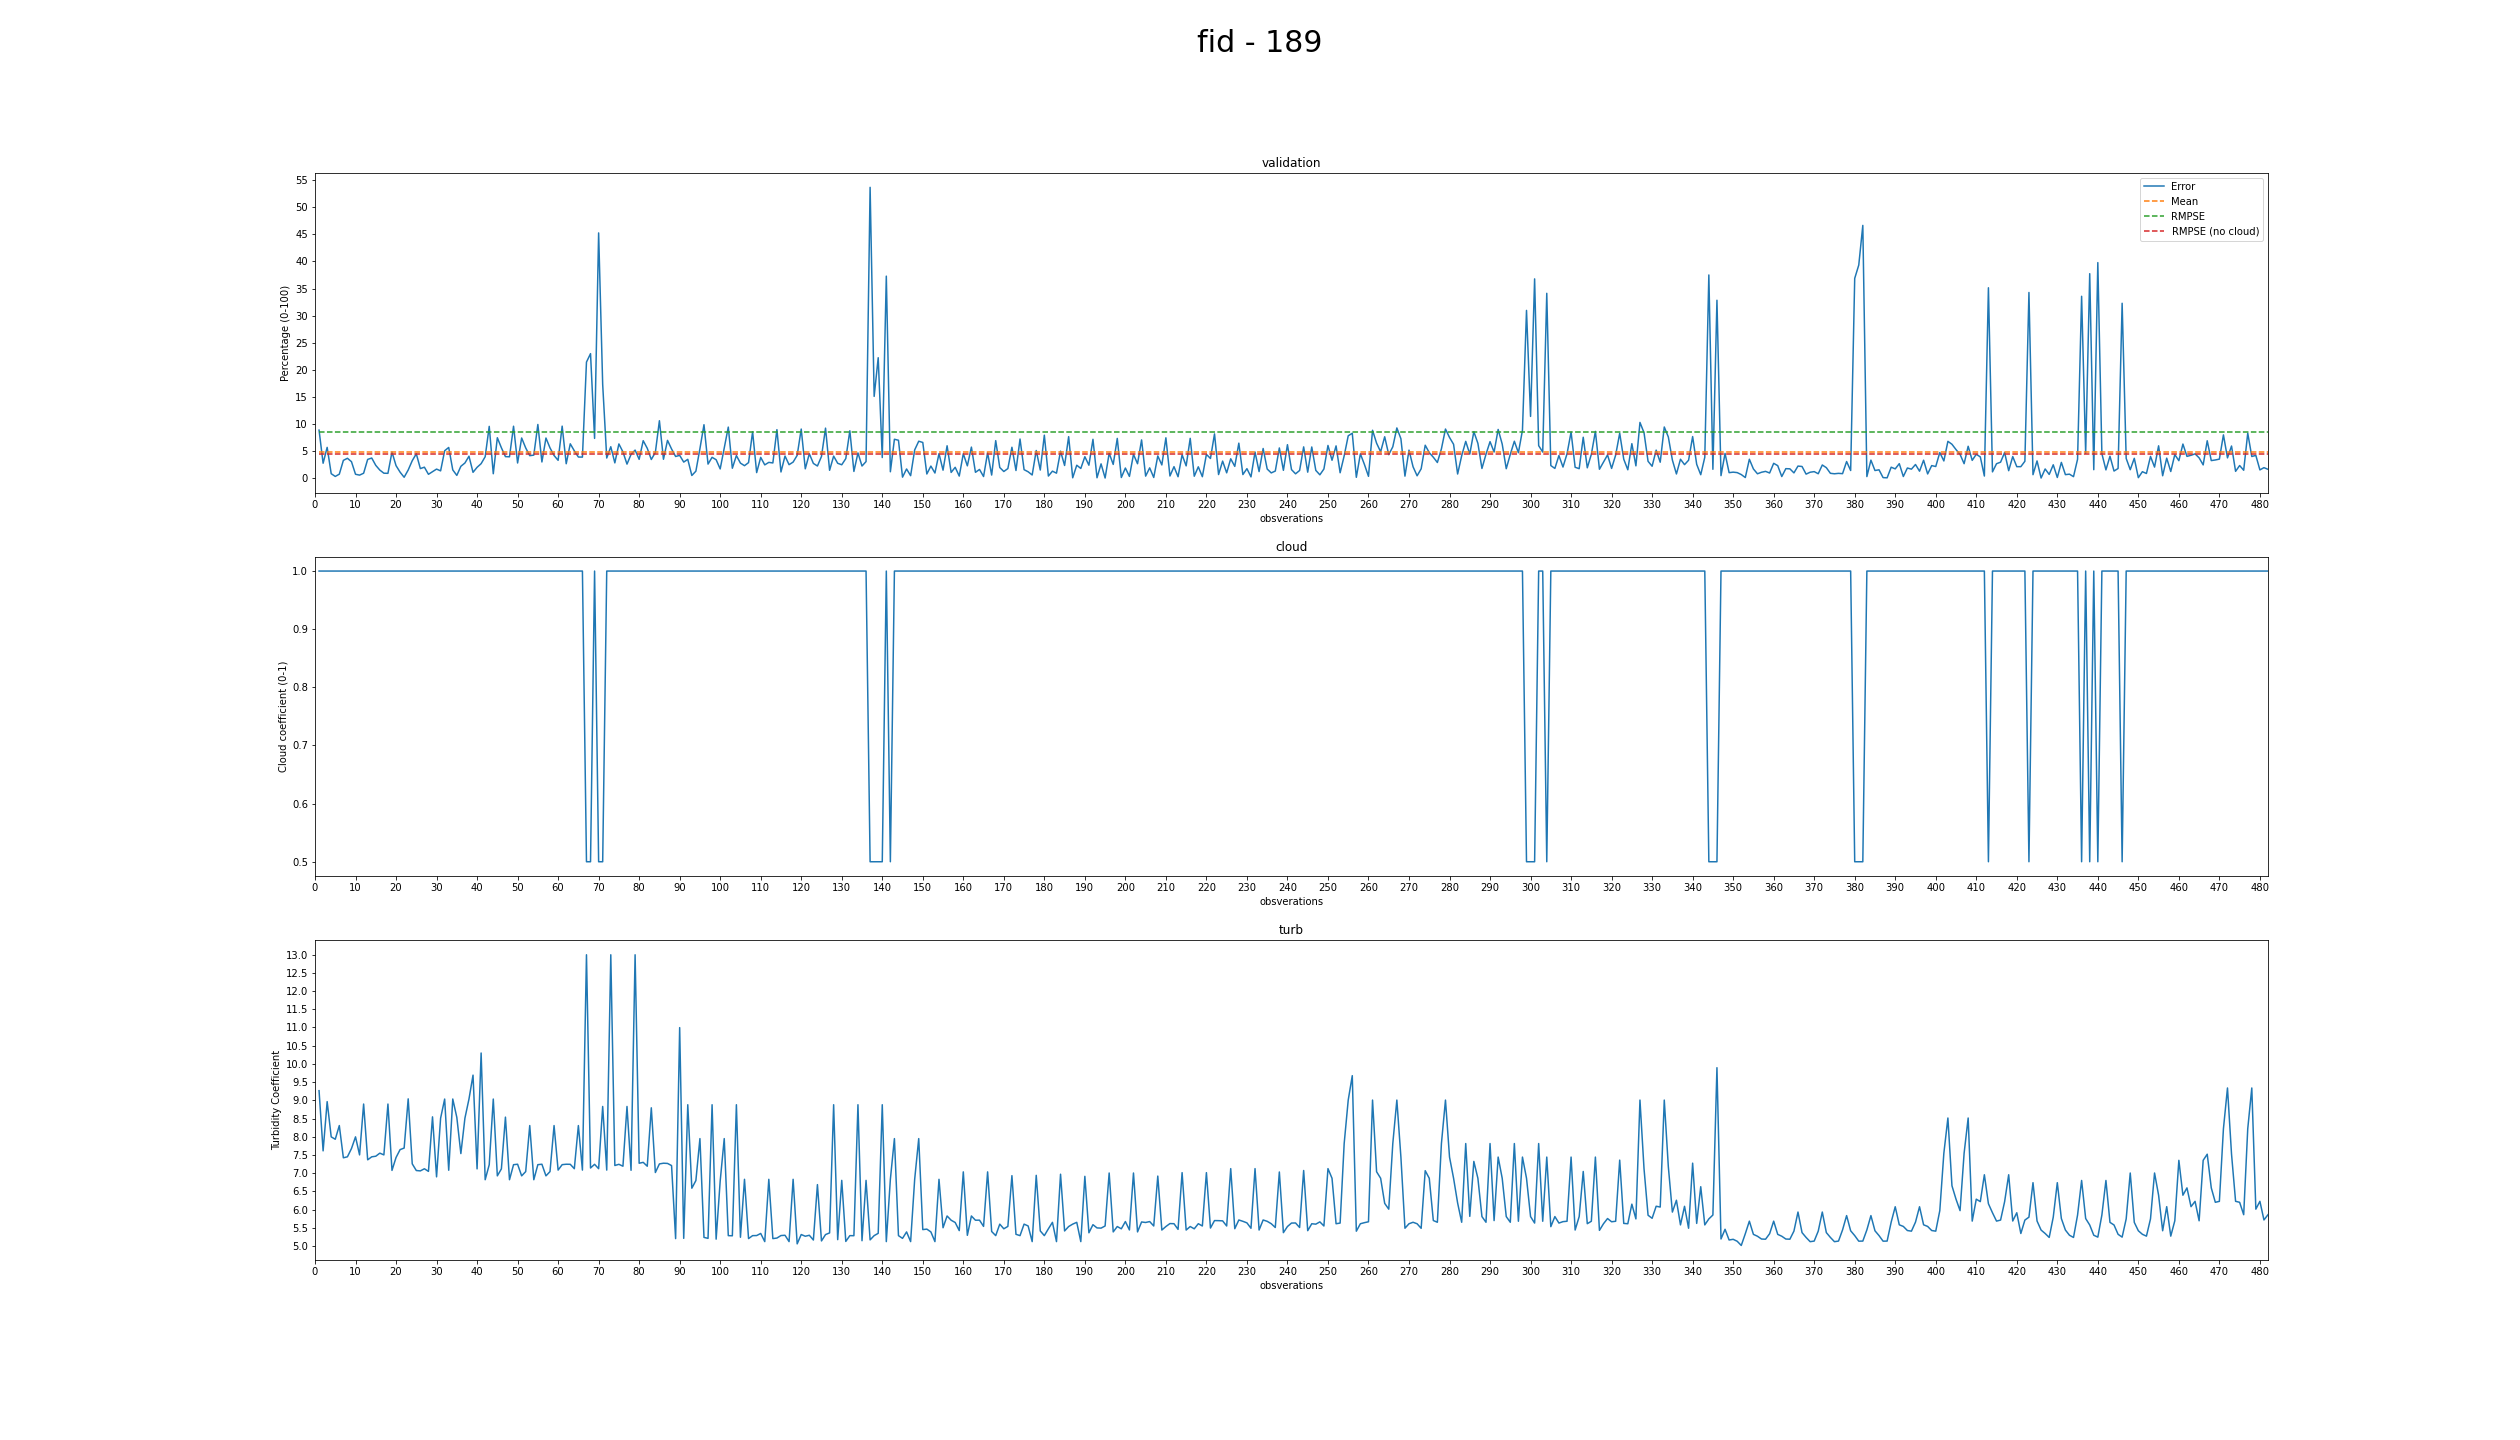 fid - 189
validation
55
50
45
40
35
30
25
20
15
10
5
0
Percentage (0-100)
Error
Mean
RMPSE
RMPSE (no cloud)
0 10 20 30 40 50 60 70 80 90 100 110 120 130 140 150 160 170 180 190 200 210 220 230 240 250 260 270 280 290 300 310 320 330 340 350 360 370 380 390 400 410 420 430 440 450 460 470 480
obsverations
cloud
1.0
0.9
0.8
0.7
0.6
0.5
Cloud coefficient (0-1)
0 10 20 30 40 50 60 70 80 90 100 110 120 130 140 150 160 170 180 190 200 210 220 230 240 250 260 270 280 290 300 310 320 330 340 350 360 370 380 390 400 410 420 430 440 450 460 470 480
obsverations
turb
13.0
12.5
12.0
11.5
11.0
10.5
10.0
9.5
9.0
8.5
8.0
7.5
7.0
6.5
6.0
5.5
5.0
Turbidity Coefficient
0 10 20 30 40 50 60 70 80 90 100 110 120 130 140 150 160 170 180 190 200 210 220 230 240 250 260 270 280 290 300 310 320 330 340 350 360 370 380 390 400 410 420 430 440 450 460 470 480
obsverations